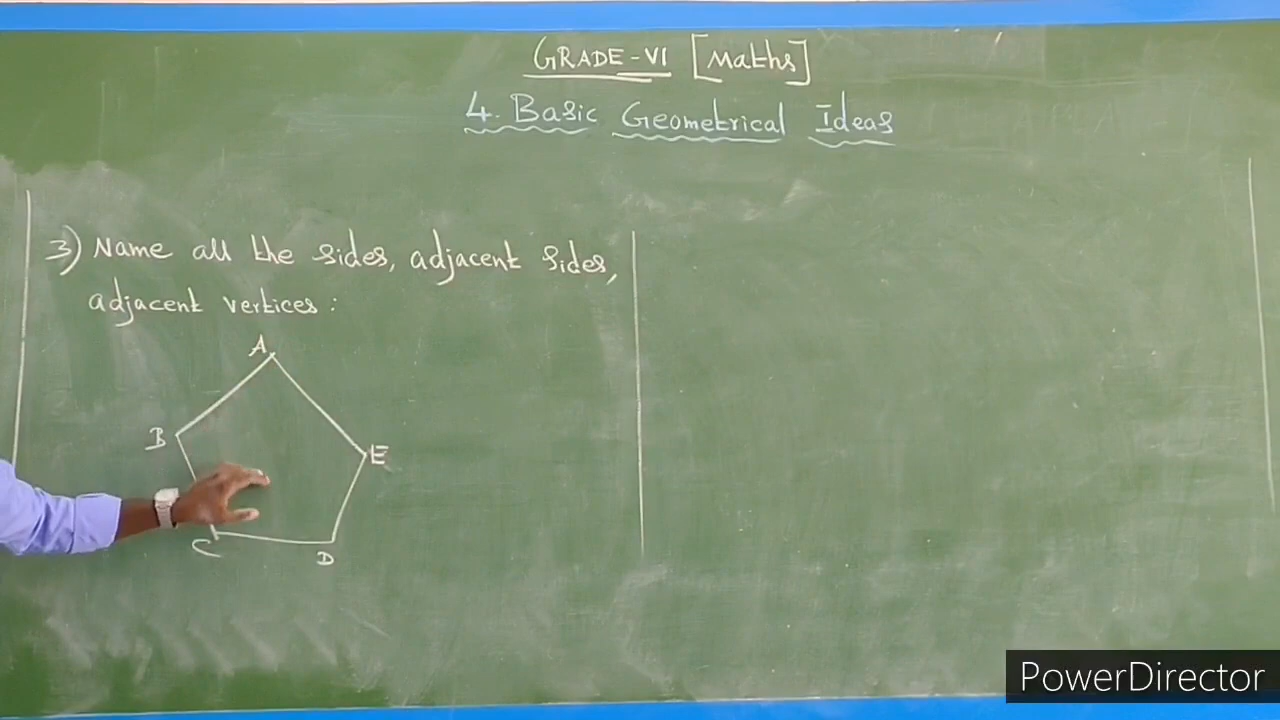 GRADE-VI [Maths]
4. Basic Geometrical Ideas
3) Name all the sides, adjacent sides,
adjacent vertices :
A
B
E
C
D
PowerDirector